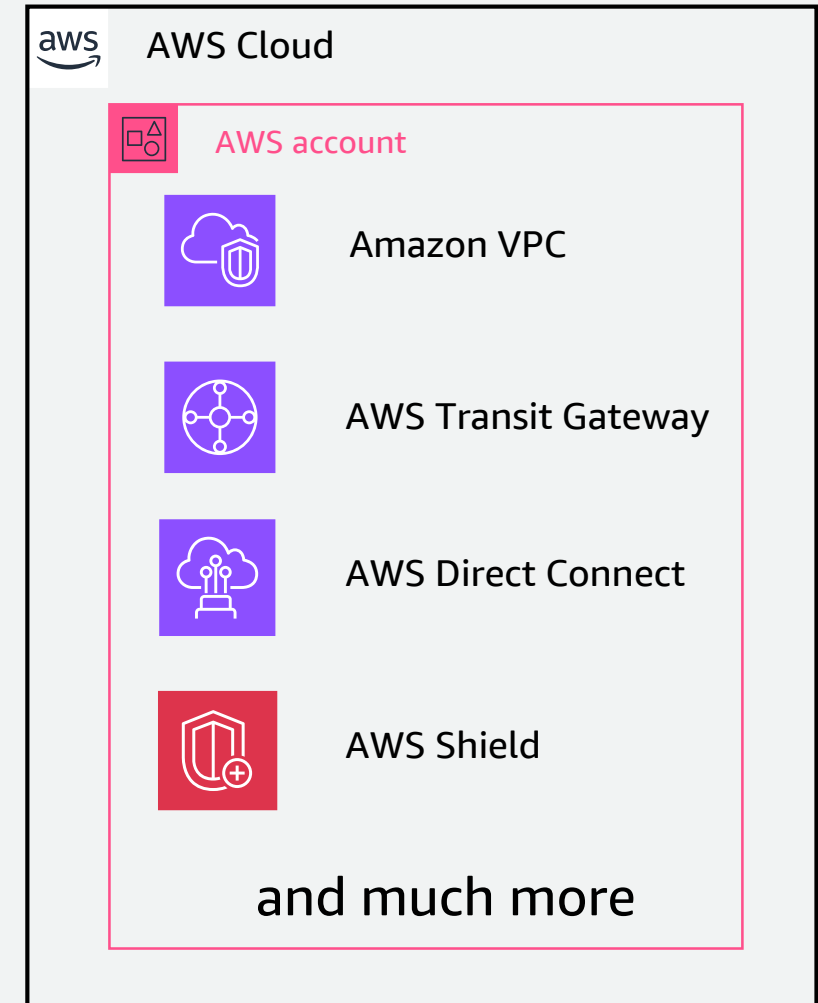 aws
AWS Cloud
AWS account
Amazon VPC
AWS Transit Gateway
AWS Direct Connect
AWS Shield
and much more